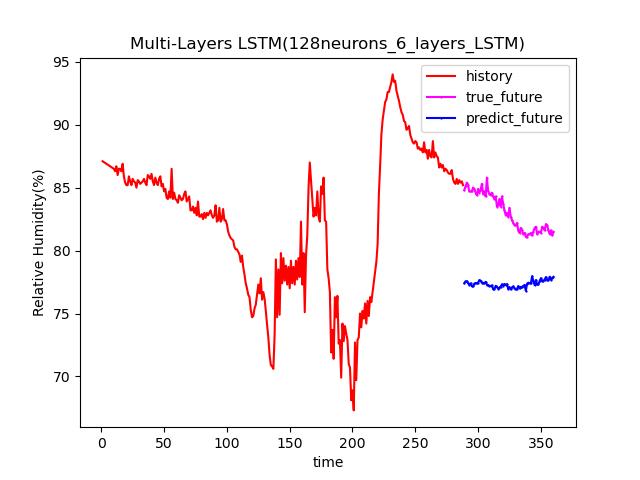 Multi-Layers LSTM(128neurons_6_layers_LSTM)
history
true_future
predict_future
Relative Humidity(%)
95
90
85
80
75
70
0 50 100 150 200 250 300 350
time